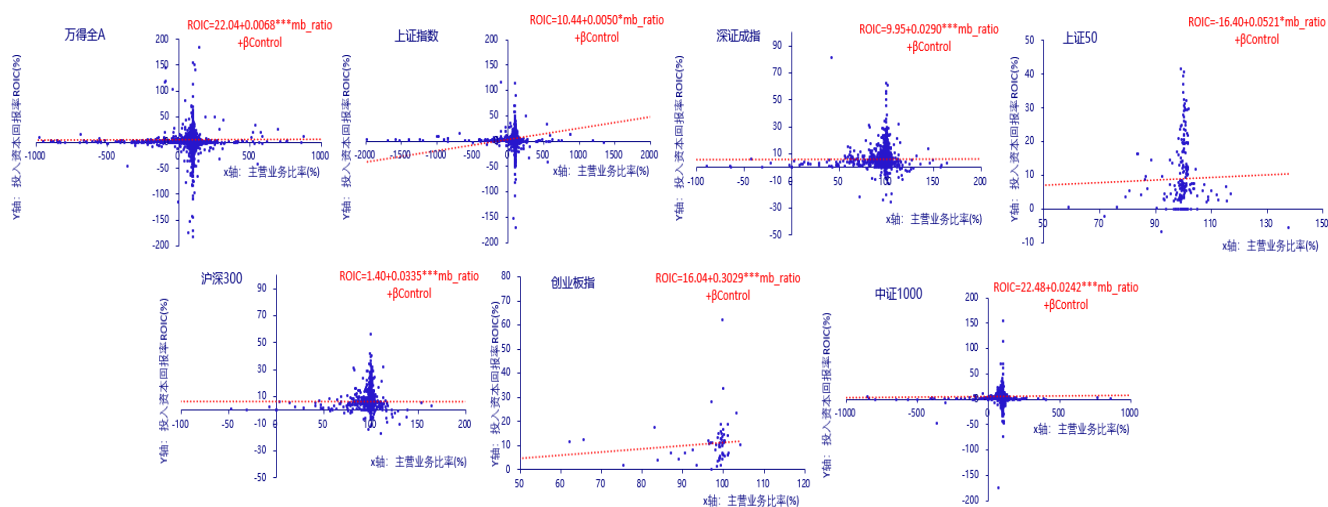 万得全A
ROIC=22.04+0.0068***mb_ratio
+βControl
Y轴: 投入资本回报率ROIC(%)
200
150
100
50
0
-50
-100
-150
-200
-1000
-500
0
500
1000
x轴: 主营业务比率(%)
上证指数
ROIC=10.44+0.0050*mb_ratio
+βControl
Y轴: 投入资本回报率ROIC(%)
200
150
100
50
0
-50
-100
-150
-200
-2000
-1000
0
500
1000
2000
x轴: 主营业务比率(%)
深证成指
ROIC=9.95+0.0290***mb_ratio
+βControl
Y轴: 投入资本回报率ROIC(%)
90
70
50
30
10
-10
-30
-50
-100
-50
0
50
100
150
200
x轴: 主营业务比率(%)
上证50
ROIC=-16.40+0.0521*mb_ratio
+βControl
Y轴: 投入资本回报率ROIC(%)
50
40
30
20
10
0
-10
50
70
90
110
130
150
x轴: 主营业务比率(%)
沪深300
ROIC=1.40+0.0335***mb_ratio
+βControl
Y轴: 投入资本回报率ROIC(%)
90
70
50
30
10
-10
-30
-50
-100
-50
0
50
100
150
200
x轴: 主营业务比率(%)
创业板指
ROIC=16.04+0.3029***mb_ratio
+βControl
Y轴: 投入资本回报率ROIC(%)
80
70
60
50
40
30
20
10
0
50
60
70
80
90
100
110
120
x轴: 主营业务比率(%)
中证1000
ROIC=22.48+0.0242***mb_ratio
+βControl
Y轴: 投入资本回报率ROIC(%)
200
150
100
50
0
-50
-100
-150
-200
-1000
-500
0
500
1000
x轴: 主营业务比率(%)